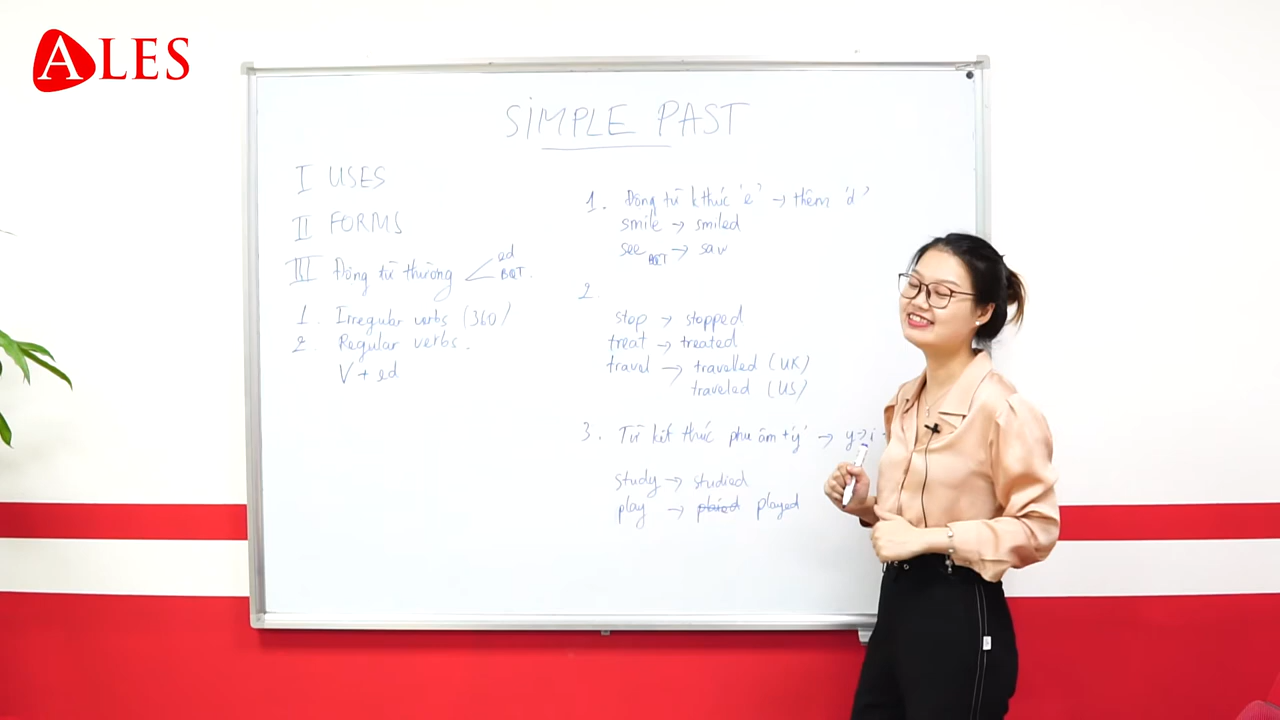 ALES
SIMPLE PAST
I USES
II FORMS
III Động từ thường
ed
BQT.
1. Irregular verbs (360)
2. Regular verbs.
V + ed
1. Động từ k thúc 'e' → thêm 'd'
smile → smiled
see BQT → saw
2.
stop → stopped
treat → treated
travel → travelled (UK)
traveled (US)
3. Từ kết thúc phụ âm + 'y' → y→i
study → studied
play → plaied played